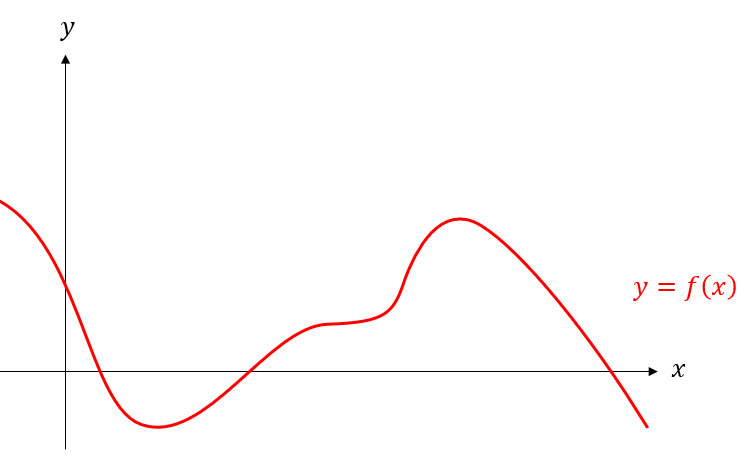 y
y = f(x)
x